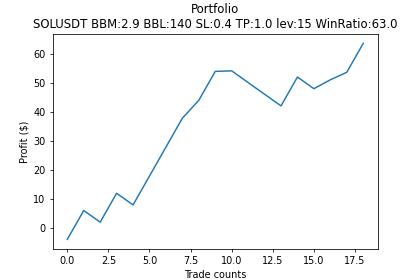 Portfolio
SOLUSDT BBM:2.9 BBL:140 SL:0.4 TP:1.0 lev:15 WinRatio:63.0
Profit ($)
60
50
40
30
20
10
0
0.0 2.5 5.0 7.5 10.0 12.5 15.0 17.5
Trade counts